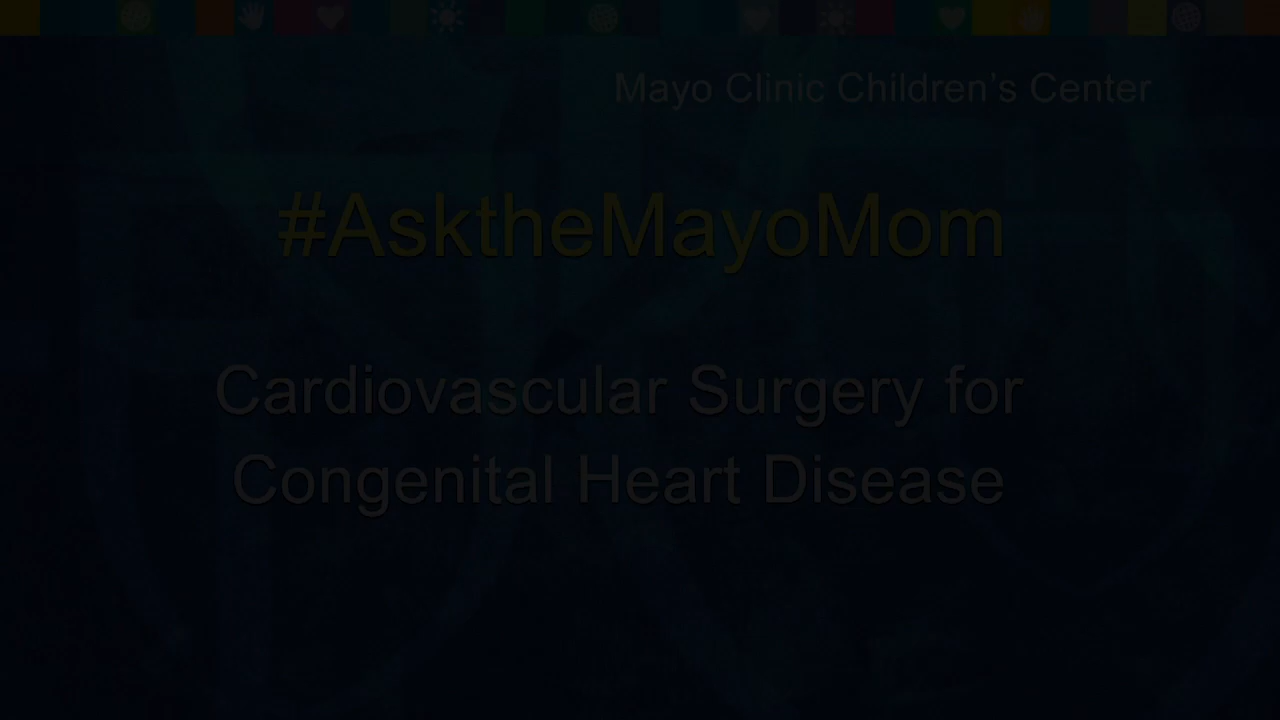 Mayo Clinic Children's Center
#AsktheMayoMom
Cardiovascular Surgery for
Congenital Heart Disease